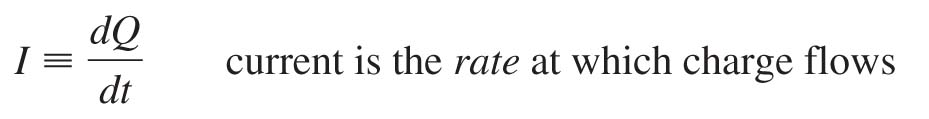 I ≡ dQ/dt current is the rate at which charge flows